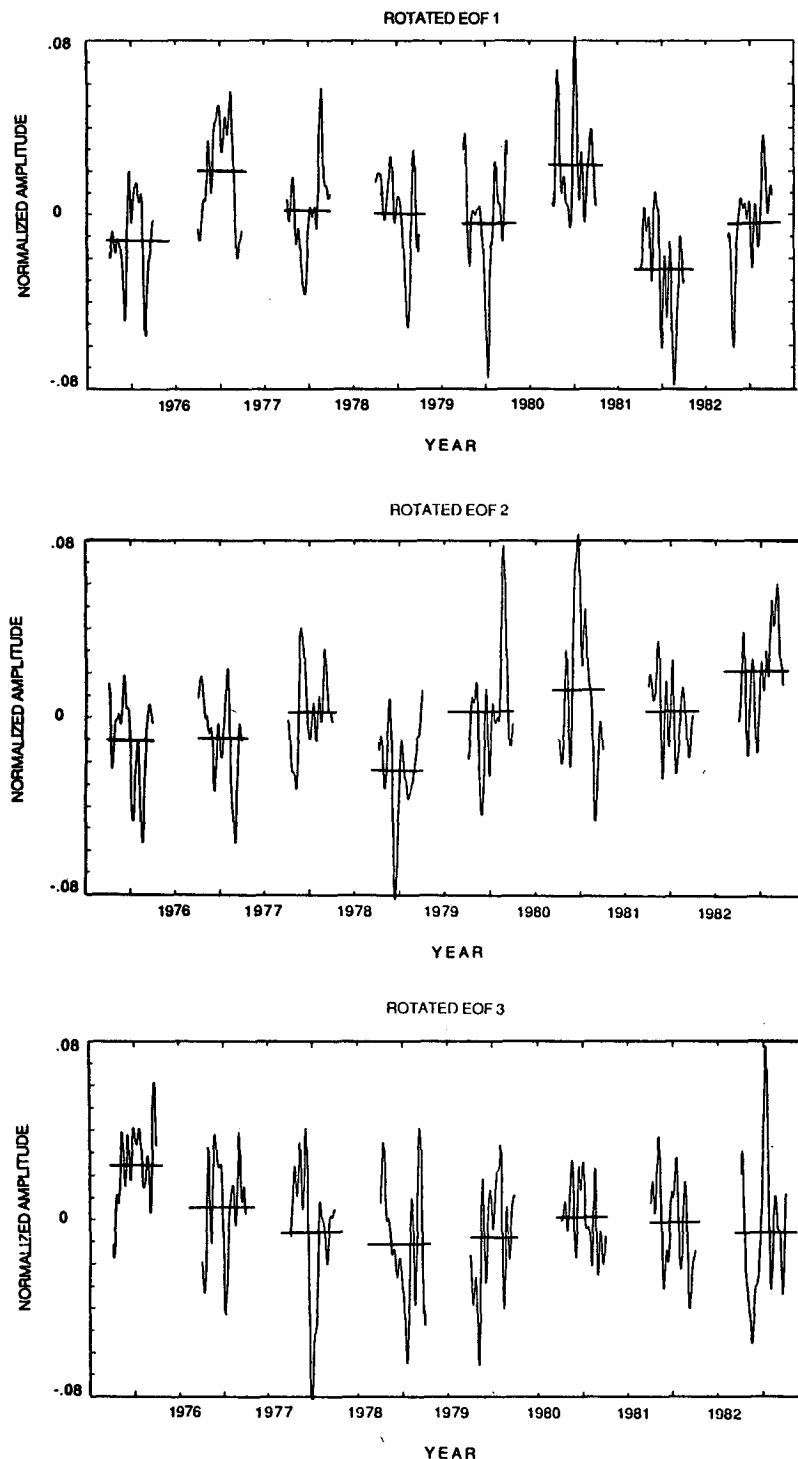 ROTATED EOF 1
.08
0
-.08
NORMALIZED AMPLITUDE
1976 1977 1978 1979 1980 1981 1982
YEAR
ROTATED EOF 2
.08
0
-.08
NORMALIZED AMPLITUDE
1976 1977 1978 1979 1980 1981 1982
YEAR
ROTATED EOF 3
.08
0
-.08
NORMALIZED AMPLITUDE
1976 1977 1978 1979 1980 1981 1982
YEAR